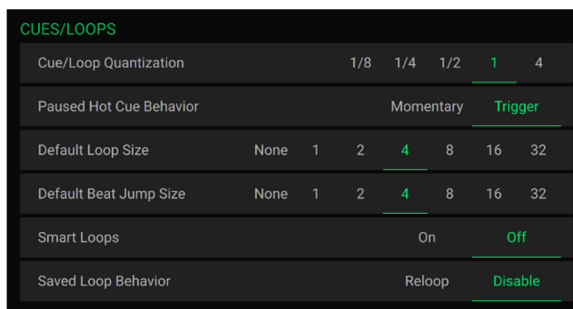 CUES/LOOPS
Cue/Loop Quantization 1/8 1/4 1/2 1 4
Paused Hot Cue Behavior Momentary Trigger
Default Loop Size None 1 2 4 8 16 32
Default Beat Jump Size None 1 2 4 8 16 32
Smart Loops On Off
Saved Loop Behavior Reloop Disable